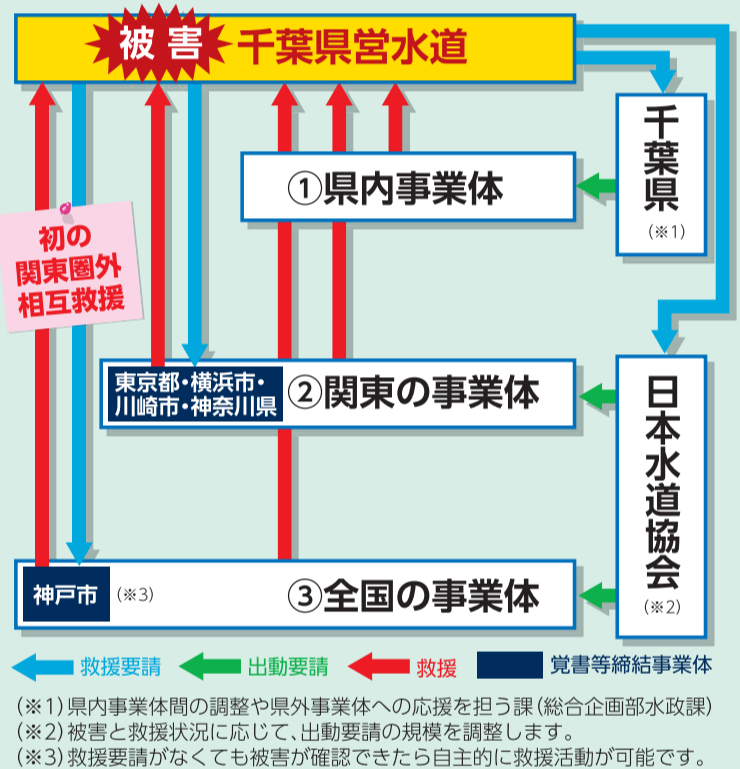 被害 千葉県営水道
千葉県
(※1)
①県内事業体
初の
関東圏外
相互救援
東京都・横浜市・
川崎市・神奈川県
②関東の事業体
日本水道協会
(※2)
神戸市 (※3)
③全国の事業体
救援要請 出動要請 救援 覚書等締結事業体
(※1)県内事業体間の調整や県外事業体への応援を担う課(総合企画部水政課)
(※2)被害と救援状況に応じて、出動要請の規模を調整します。
(※3)救援要請がなくても被害が確認できたら自主的に救援活動が可能です。